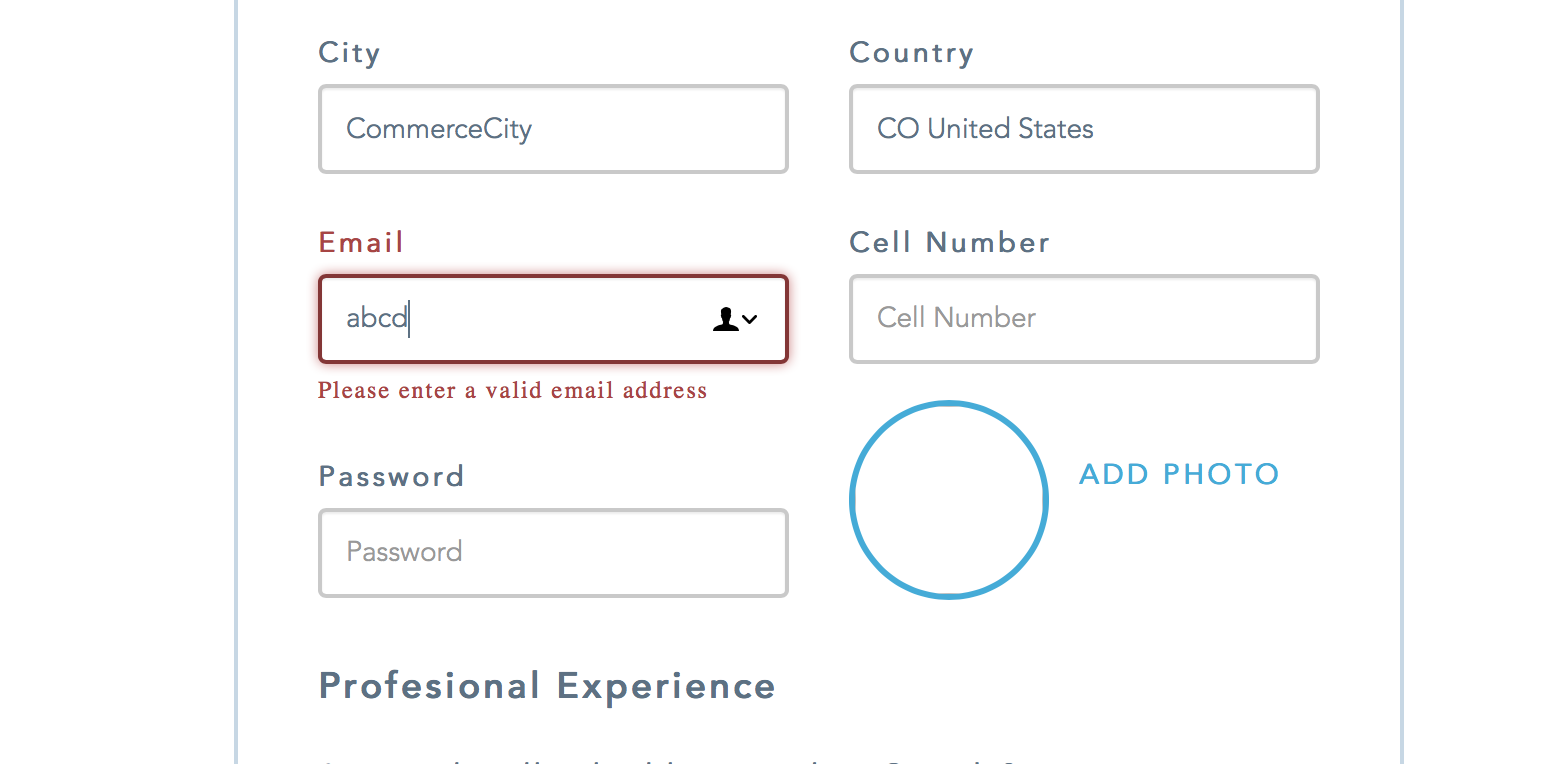 City
Country
CommerceCity
CO United States
Email
Cell Number
abcd
Cell Number
Please enter a valid email address
Password
ADD PHOTO
Password
Profesional Experience